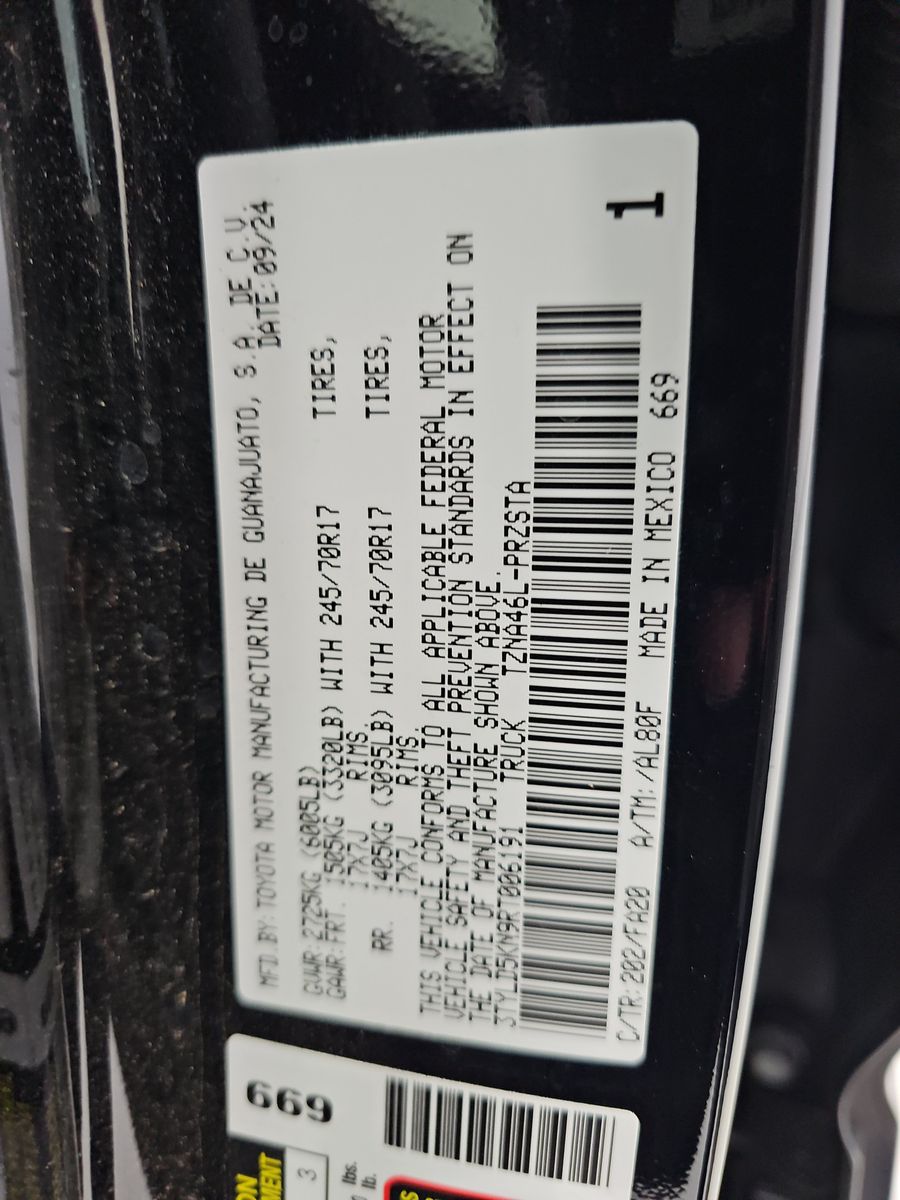 MFD.BY: TOYOTA MOTOR MANUFACTURING DE GUANAJUATO, S.A. DE C.V.
DATE:09/24
GVWR:2725KG (6005LB)
GAWR:FRT. 1505KG (3320LB) WITH 245/70R17 TIRES,
17X7J RIMS.
RR. 1405KG (3095LB) WITH 245/70R17 TIRES,
17X7J RIMS.
THIS VEHICLE CONFORMS TO ALL APPLICABLE FEDERAL MOTOR
VEHICLE SAFETY AND THEFT PREVENTION STANDARDS IN EFFECT ON
THE DATE OF MANUFACTURE SHOWN ABOVE.
3TYLD5KN9RT006191 TRUCK TZNA46L-PRZSTA
1
C/TR:202/FA20 A/TM:/AL80F MADE IN MEXICO 669
669
3
lbs.
lb.